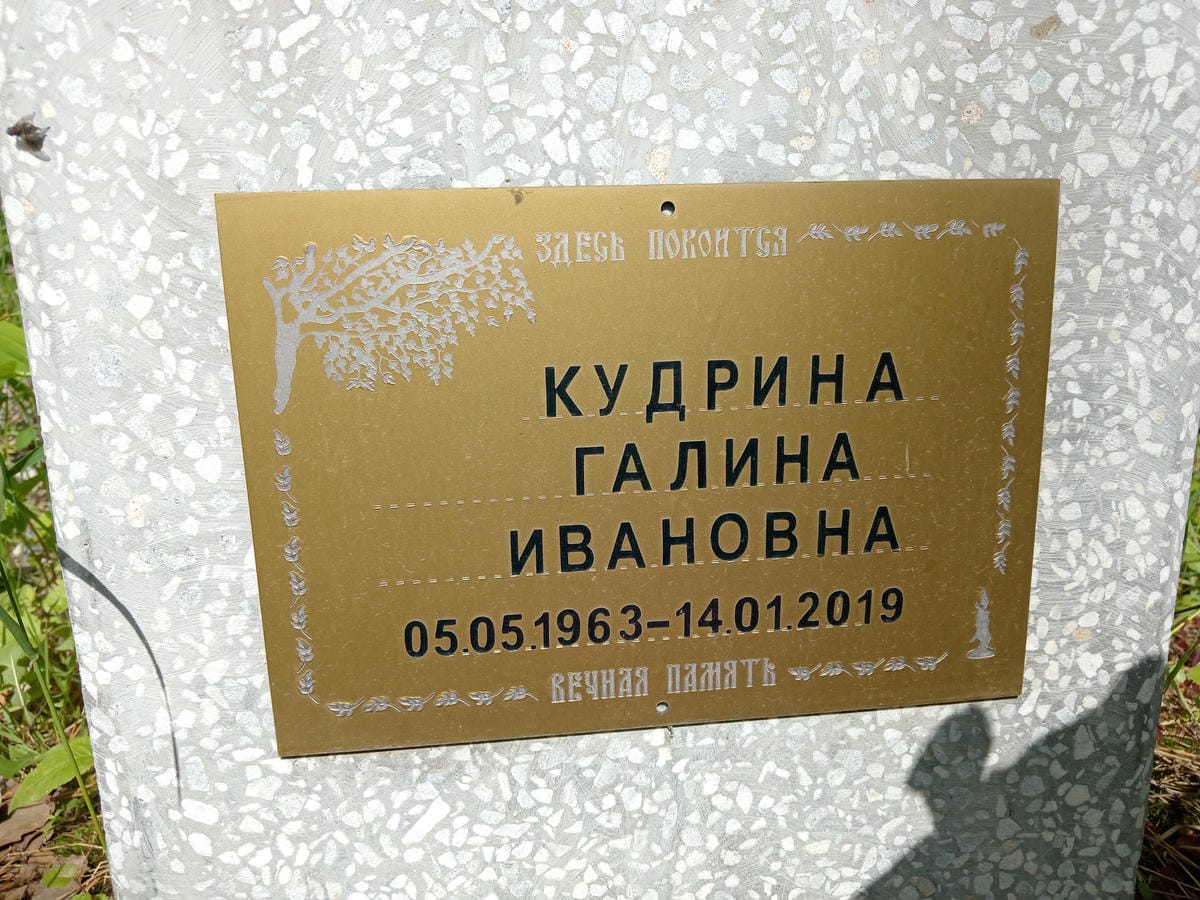 ЗДЕСЬ ПОКОИТСЯ
КУДРИНА
ГАЛИНА
ИВАНОВНА
05.05.1963–14.01.2019
ВЕЧНАЯ ПАМЯТЬ